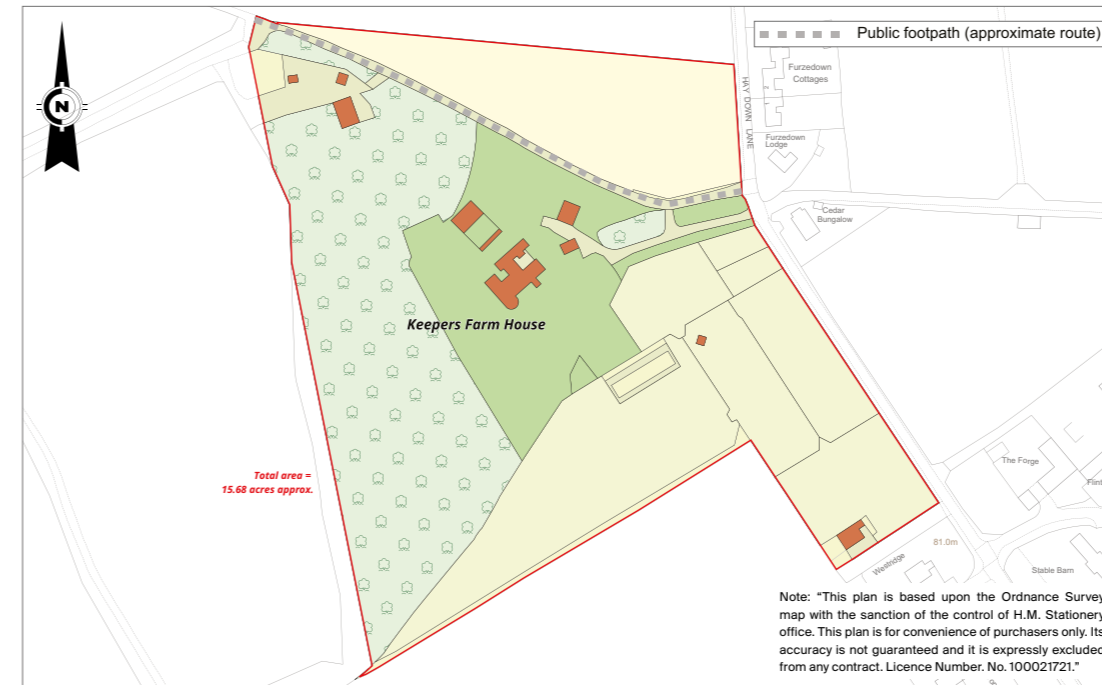 Public footpath (approximate route)
N
Furzedown
Cottages
2
1
HAY DOWN LANE
Furzedown
Lodge
Cedar
Bungalow
Keepers Farm House
Total area =
15.68 acres approx.
The Forge
Flint
81.0m
Westridge
Stable Barn
Note: “This plan is based upon the Ordnance Survey
map with the sanction of the control of H.M. Stationery
office. This plan is for convenience of purchasers only. Its
accuracy is not guaranteed and it is expressly excluded
from any contract. Licence Number. No. 100021721.”